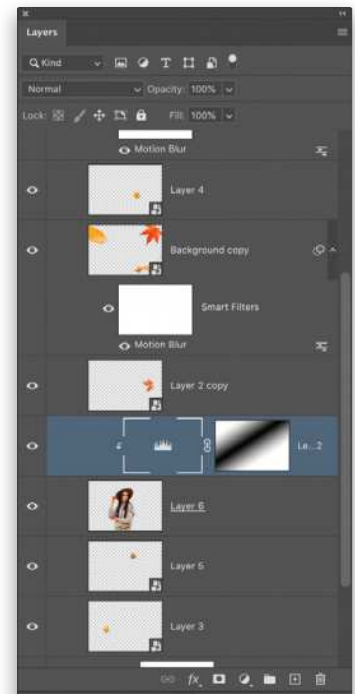 Layers
Kind
Normal
Opacity: 100%
Lock:
Fill: 100%
Motion Blur
Layer 4
Background copy
Smart Filters
Motion Blur
Layer 2 copy
Le...2
Layer 6
Layer 5
Layer 3
fx